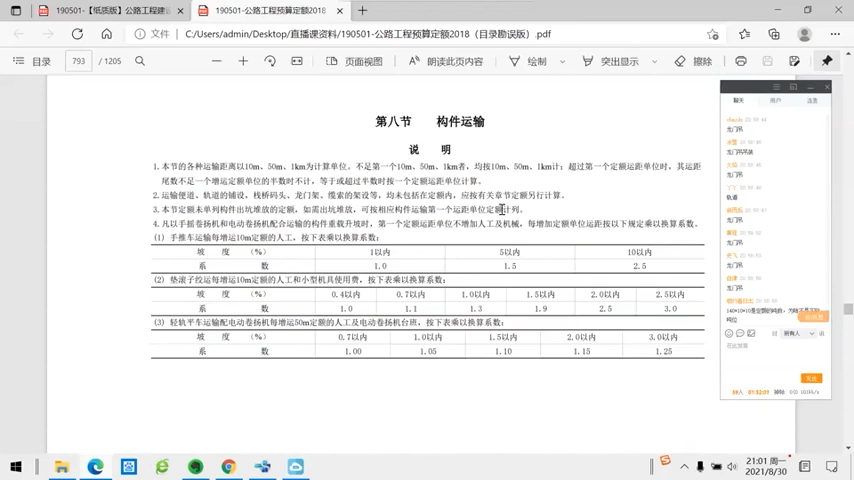 190501-【纸质版】公路工程建
190501-公路工程预算定额2018
文件
C:/Users/admin/Desktop/直播课资料/190501-公路工程预算定额2018（目录勘误版）.pdf
目录
793
/ 1205
页面视图
朗读此页内容
绘制
突出显示
擦除
第八节 构件运输
说 明
1.本节的各种运输距离以10m、50m、1km为计算单位。不足第一个10m、50m、1km者，均按10m、50m、1km计；超过第一个定额运距单位时，其运距
尾数不足一个增运定额单位的半数时不计，等于或超过半数时按一个定额运距单位计算。
2.运输便道、轨道的铺设，栈桥码头、龙门架、缆索的架设等，均未包括在定额内，应按有关章节定额另行计算。
3.本节定额未单列构件出坑堆放的定额，如需出坑堆放，可按相应构件运输第一个运距单位定额计列。
4.凡以手摇卷扬机和电动卷扬机配合运输的构件重载升坡时，第一个定额运距单位不增加人工及机械，每增加定额单位运距按以下规定乘以换算系数。
(1) 手推车运输每增运10m定额的人工，按下表乘以换算系数：
坡 度 （%） 1以内 5以内 10以内
系 数 1.0 1.5 2.5
(2) 垫滚子绞运每增运10m定额的人工和小型机具使用费，按下表乘以换算系数：
坡 度 （%） 0.4以内 0.7以内 1.0以内 1.5以内 2.0以内 2.5以内
系 数 1.0 1.1 1.3 1.9 2.5 3.0
(3) 轻轨平车运输配电动卷扬机每增运50m定额的人工及电动卷扬机台班，按下表乘以换算系数：
坡 度 （%） 0.7以内 1.0以内 1.5以内 2.0以内 3.0以内
系 数 1.00 1.05 1.10 1.15 1.25
聊天
用户
龙门吊
龙门吊吊装
龙门吊
轨道
龙门吊
龙门吊
龙门吊
龙门吊
所有人
21:01 周一
2021/8/30